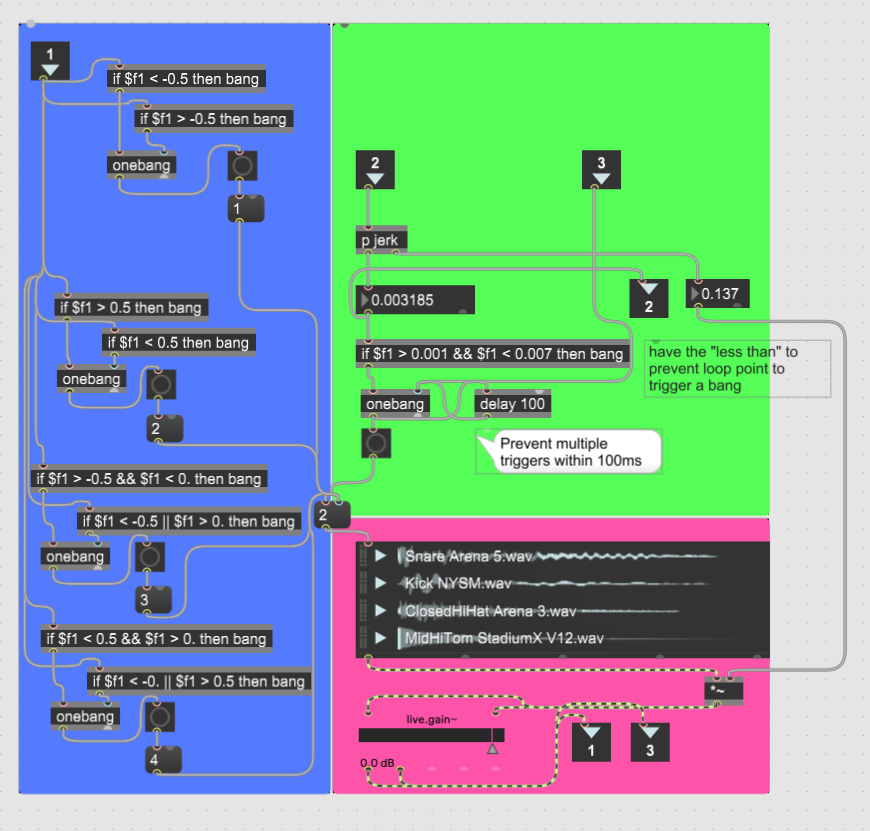 1
if $f1 < -0.5 then bang
if $f1 > -0.5 then bang
onebang
1
if $f1 > 0.5 then bang
if $f1 < 0.5 then bang
onebang
2
if $f1 > -0.5 && $f1 < 0. then bang
if $f1 < -0.5 || $f1 > 0. then bang
onebang
3
if $f1 < 0.5 && $f1 > 0. then bang
if $f1 < -0. || $f1 > 0.5 then bang
onebang
4
2
3
p jerk
0.003185
2
0.137
if $f1 > 0.001 && $f1 < 0.007 then bang
have the "less than" to
prevent loop point to
trigger a bang
onebang
delay 100
Prevent multiple
triggers within 100ms
2
Snare Arena 5.wav
Kick NYSM.wav
ClosedHiHat Arena 3.wav
MidHiTom StadiumX V12.wav
*~
live.gain~
0.0 dB
1
3